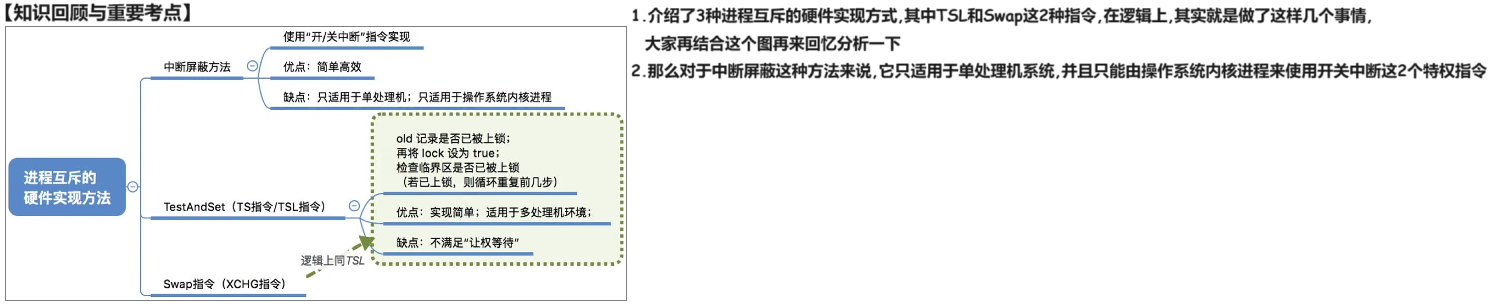 【知识回顾与重要考点】
使用“开/关中断”指令实现
中断屏蔽方法
优点：简单高效
缺点：只适用于单处理机；只适用于操作系统内核进程
进程互斥的
硬件实现方法
old 记录是否已被上锁；
再将 lock 设为 true；
检查临界区是否已被上锁
（若已上锁，则循环重复前几步）
TestAndSet（TS指令/TSL指令）
优点：实现简单；适用于多处理机环境；
缺点：不满足“让权等待”
逻辑上同TSL
Swap指令（XCHG指令）
1.介绍了3种进程互斥的硬件实现方式,其中TSL和Swap这2种指令,在逻辑上,其实就是做了这样几个事情,
大家再结合这个图再来回忆分析一下
2.那么对于中断屏蔽这种方法来说,它只适用于单处理机系统,并且只能由操作系统内核进程来使用开关中断这2个特权指令